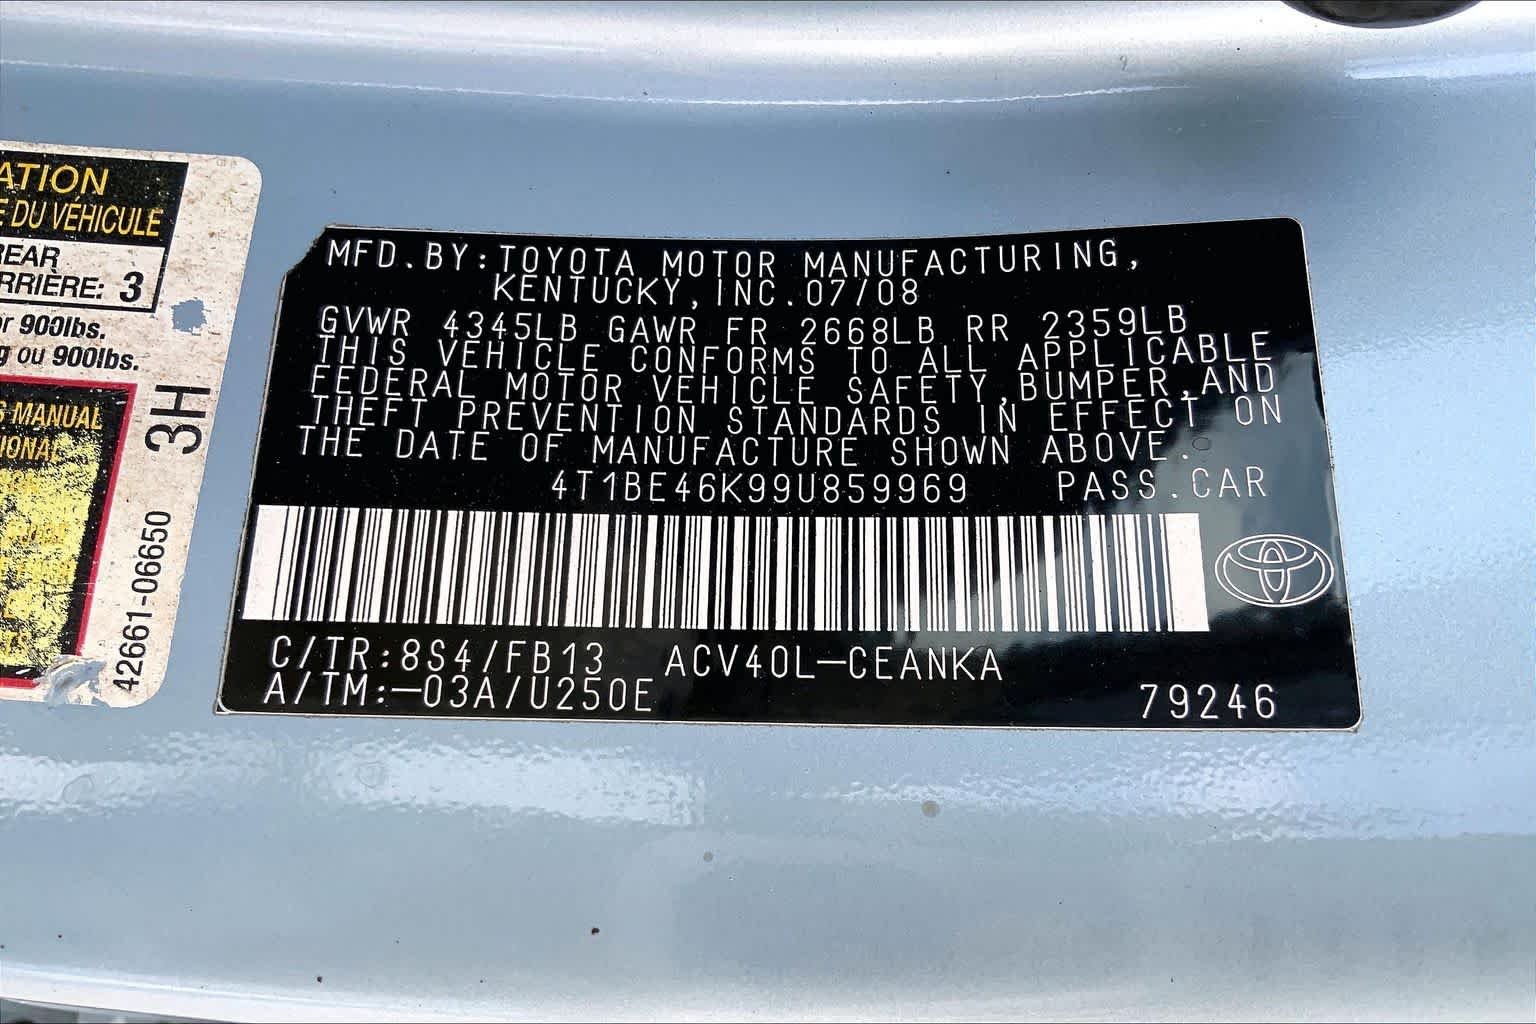 ATION
E DU VÉHICULE
REAR
RRIÈRE: 3
or 900lbs.
g ou 900lbs.
S MANUAL
IONAL
3H
42661-06650
MFD.BY:TOYOTA MOTOR MANUFACTURING,
KENTUCKY,INC.07/08
GVWR 4345LB GAWR FR 2668LB RR 2359LB
THIS VEHICLE CONFORMS TO ALL APPLICABLE
FEDERAL MOTOR VEHICLE SAFETY,BUMPER,AND
THEFT PREVENTION STANDARDS IN EFFECT ON
THE DATE OF MANUFACTURE SHOWN ABOVE.
4T1BE46K99U859969 PASS.CAR
C/TR:8S4/FB13 ACV40L-CEANKA
A/TM:-03A/U250E
79246